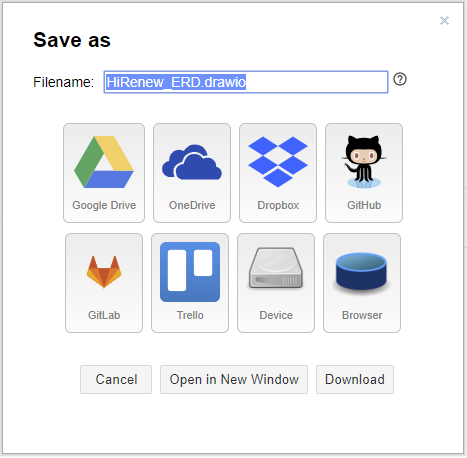 Save as
Filename: HiRenew_ERD.drawio
Google Drive OneDrive Dropbox GitHub
GitLab Trello Device Browser
Cancel Open in New Window Download